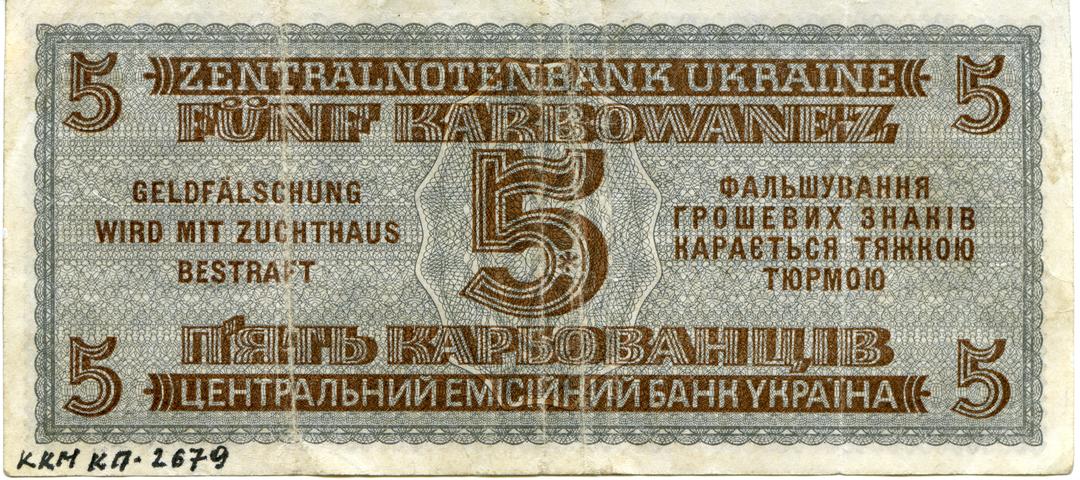 5 ZENTRALNOTENBANK UKRAINE 5
FÜNF KARBOWANEZ
5
GELDFÄLSCHUNG
WIRD MIT ZUCHTHAUS
BESTRAFT
ФАЛЬШУВАННЯ
ГРОШЕВИХ ЗНАКІВ
КАРАЄТЬСЯ ТЯЖКОЮ
ТЮРМОЮ
П'ЯТЬ КАРБОВАНЦІВ
5 ЦЕНТРАЛЬНИЙ ЕМІСІЙНИЙ БАНК УКРАЇНА 5
ККМ КП-2679